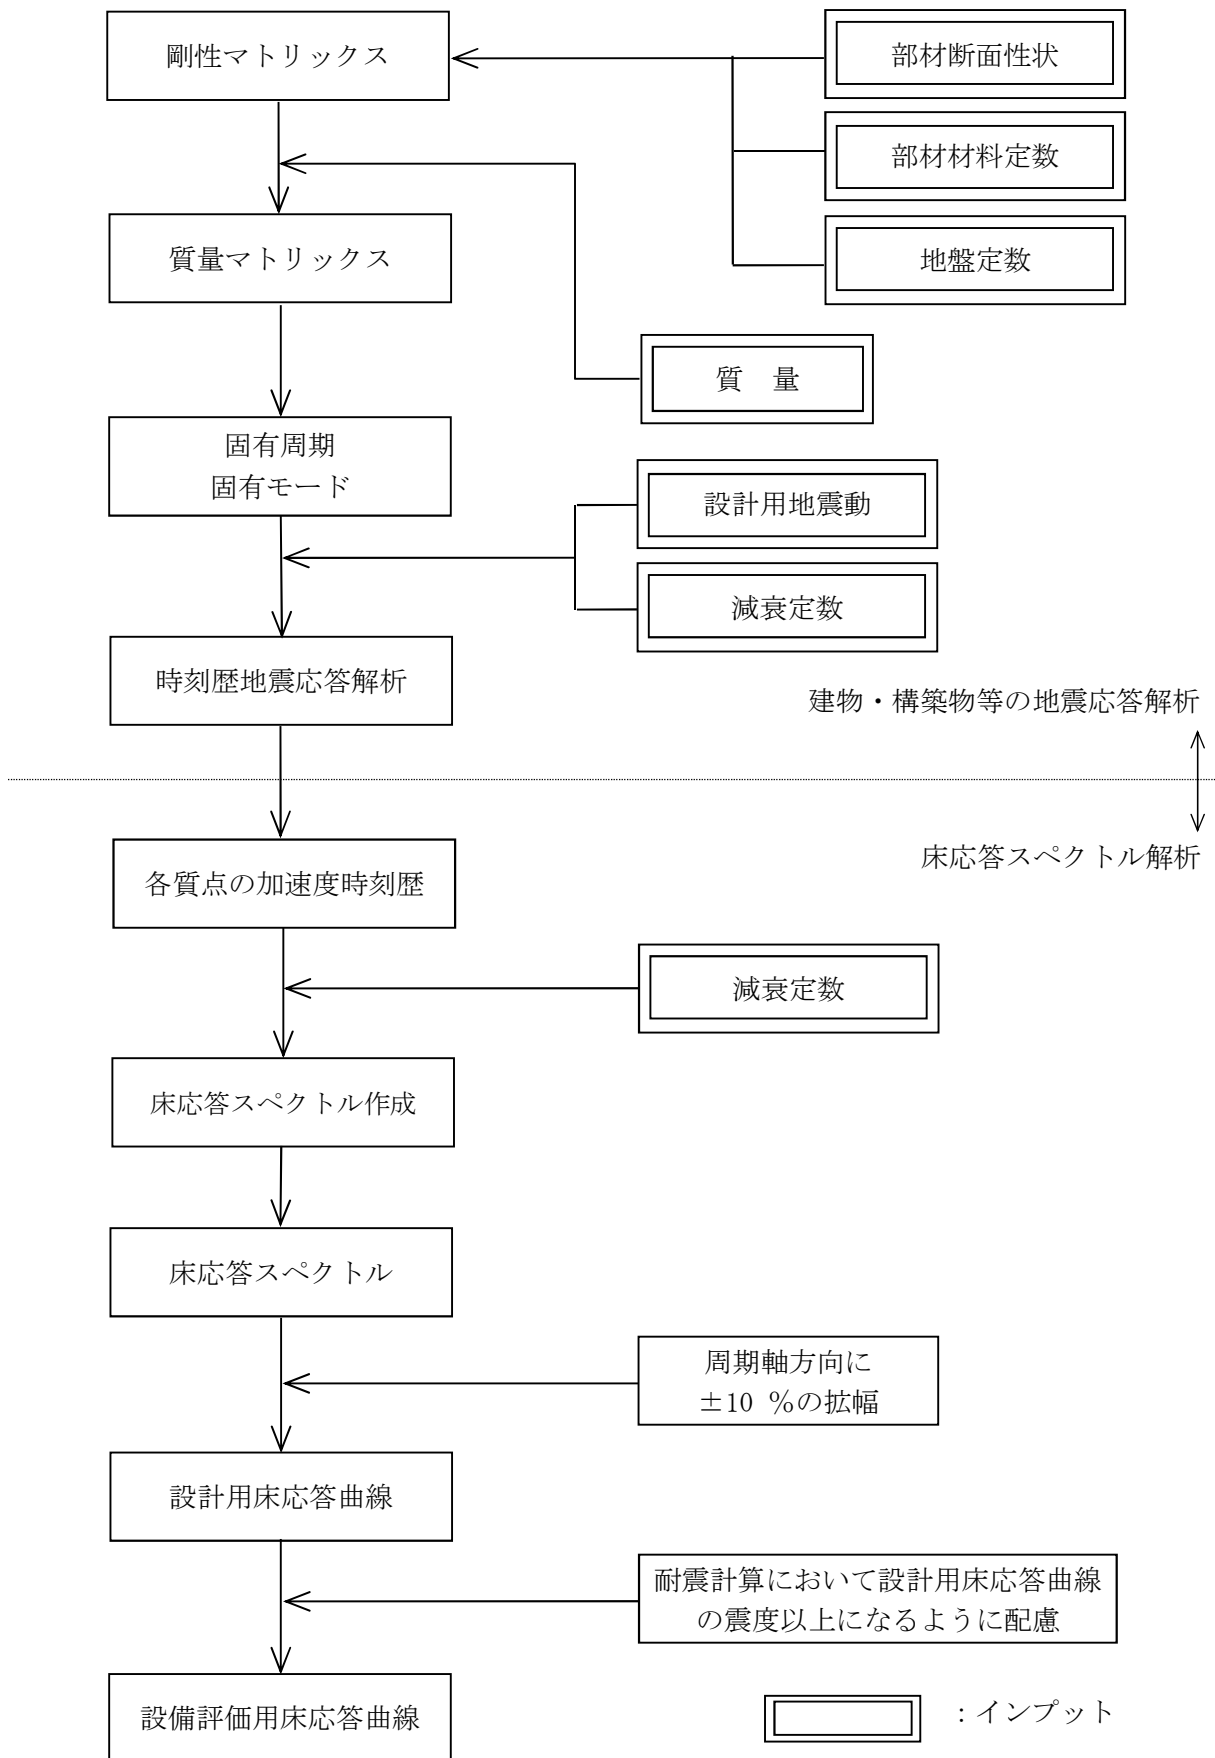 剛性マトリックス
部材断面性状
部材材料定数
地盤定数
質量マトリックス
質　量
固有周期
固有モード
設計用地震動
減衰定数
時刻歴地震応答解析
建物・構築物等の地震応答解析
床応答スペクトル解析
各質点の加速度時刻歴
減衰定数
床応答スペクトル作成
床応答スペクトル
周期軸方向に
±10 %の拡幅
設計用床応答曲線
耐震計算において設計用床応答曲線
の震度以上になるように配慮
設備評価用床応答曲線
：インプット